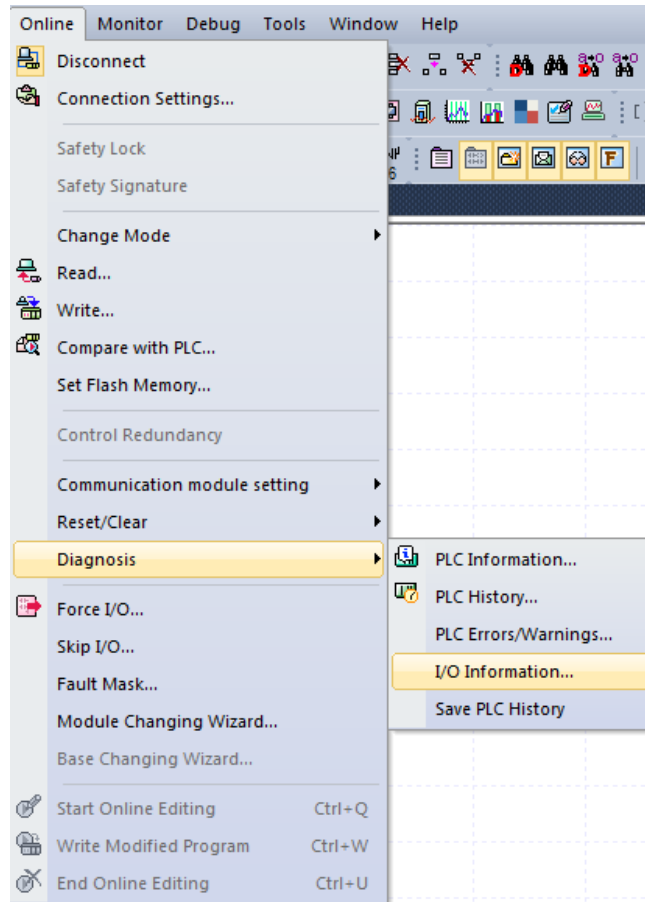 Online Monitor Debug Tools Window Help
Disconnect
Connection Settings...
Safety Lock
Safety Signature
6
Change Mode
Read...
Write...
Compare with PLC...
Set Flash Memory...
Control Redundancy
Communication module setting
Reset/Clear
Diagnosis
PLC Information...
PLC History...
PLC Errors/Warnings...
I/O Information...
Save PLC History
Force I/O...
Skip I/O...
Fault Mask...
Module Changing Wizard...
Base Changing Wizard...
Start Online Editing Ctrl+Q
Write Modified Program Ctrl+W
End Online Editing Ctrl+U